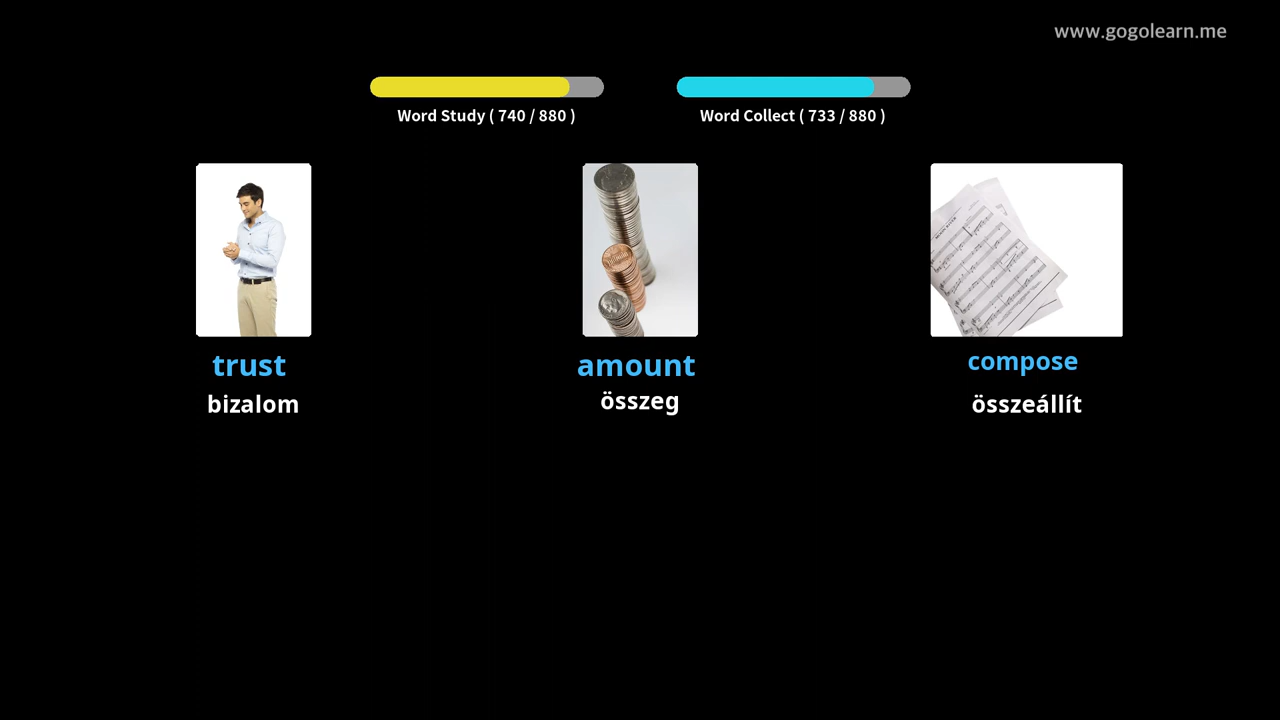 www.gogolearn.me
Word Study ( 740 / 880 )
Word Collect ( 733 / 880 )
trust
amount
compose
bizalom
összeg
összeállít